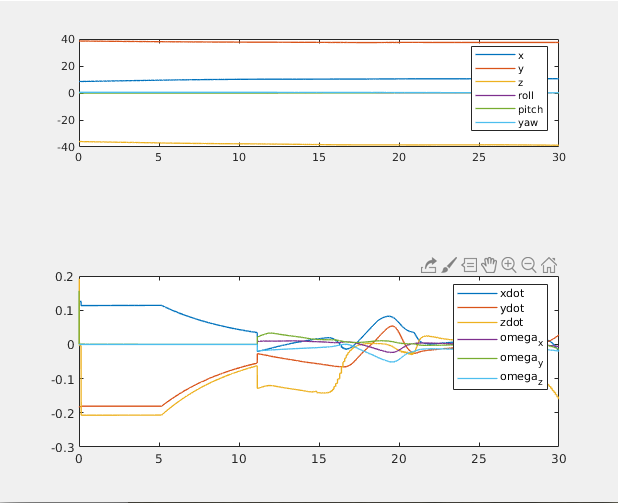 40
20
0
-20
-40
0 5 10 15 20 25 30
x
y
z
roll
pitch
yaw
0.2
0.1
0
-0.1
-0.2
-0.3
0 5 10 15 20 25 30
xdot
ydot
zdot
omega_x
omega_y
omega_z